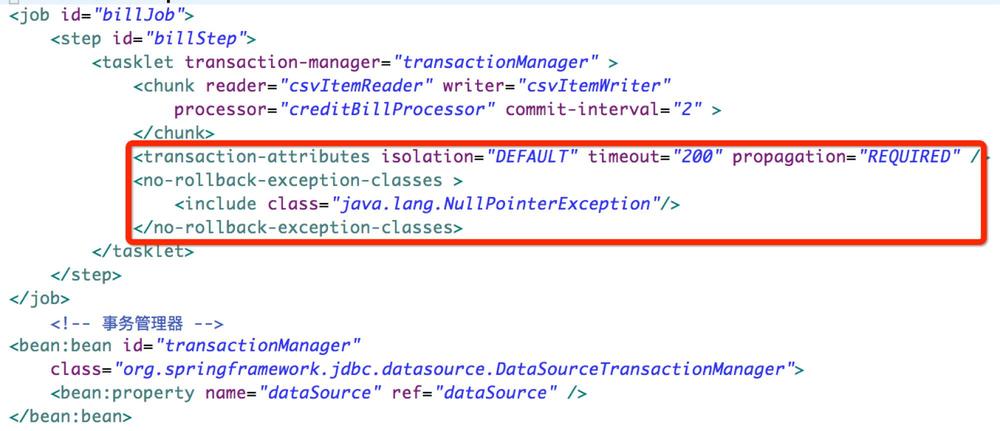 <job id="billJob">
    <step id="billStep">
        <tasklet transaction-manager="transactionManager" >
            <chunk reader="csvItemReader" writer="csvItemWriter"
                processor="creditBillProcessor" commit-interval="2" >
            </chunk>
            <transaction-attributes isolation="DEFAULT" timeout="200" propagation="REQUIRED" />
            <no-rollback-exception-classes >
                <include class="java.lang.NullPointerException"/>
            </no-rollback-exception-classes>
        </tasklet>
    </step>
</job>
    <!-- 事务管理器 -->
<bean:bean id="transactionManager"
    class="org.springframework.jdbc.datasource.DataSourceTransactionManager">
    <bean:property name="dataSource" ref="dataSource" />
</bean:bean>